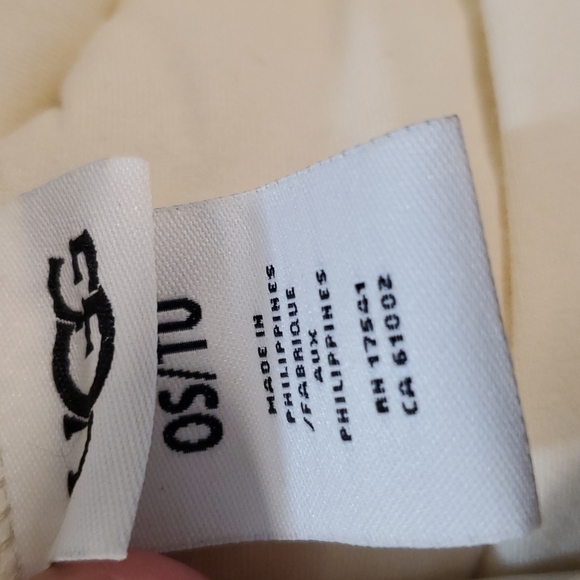 UGG
OS/TU
MADE IN
PHILIPPINES
/FABRIQUE
AUX
PHILIPPINES
RN 17541
CA 61002